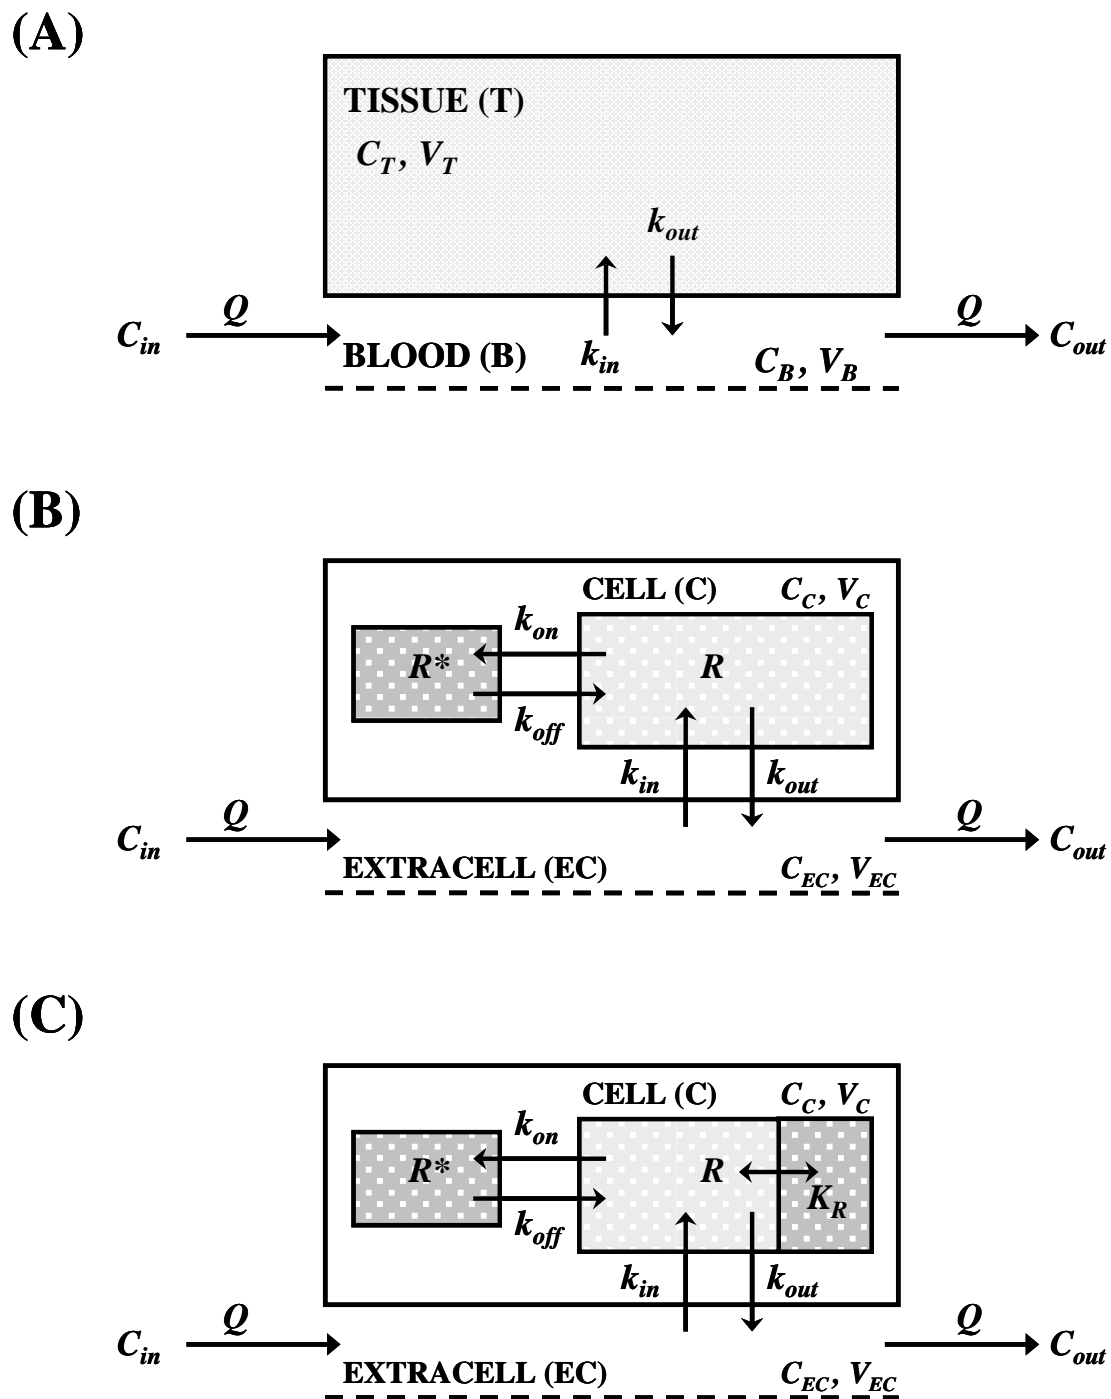 (A)
TISSUE (T)
C_T, V_T
k_out
C_in Q Q C_out
BLOOD (B) k_in C_B, V_B
(B)
CELL (C) C_C, V_C
k_on
R* R
k_off
k_in k_out
C_in Q Q C_out
EXTRACELL (EC) C_EC, V_EC
(C)
CELL (C) C_C, V_C
k_on
R* R
K_R
k_off
k_in k_out
C_in Q Q C_out
EXTRACELL (EC) C_EC, V_EC